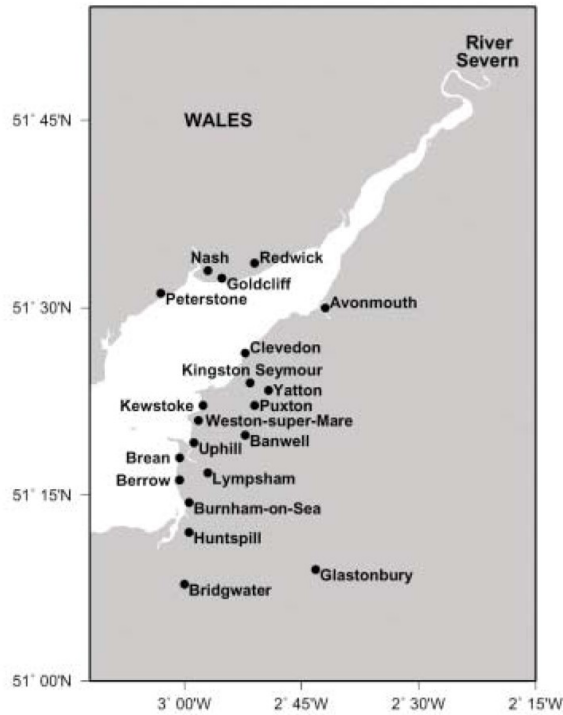 River
Severn
51° 45'N
WALES
Nash
Redwick
Goldcliff
Peterstone
51° 30'N
Avonmouth
Clevedon
Kingston Seymour
Yatton
Kewstoke
Puxton
Weston-super-Mare
Banwell
Uphill
Brean
Lympsham
Berrow
51° 15'N
Burnham-on-Sea
Huntspill
Glastonbury
Bridgwater
51° 00'N
3° 00'W
2° 45'W
2° 30'W
2° 15'W